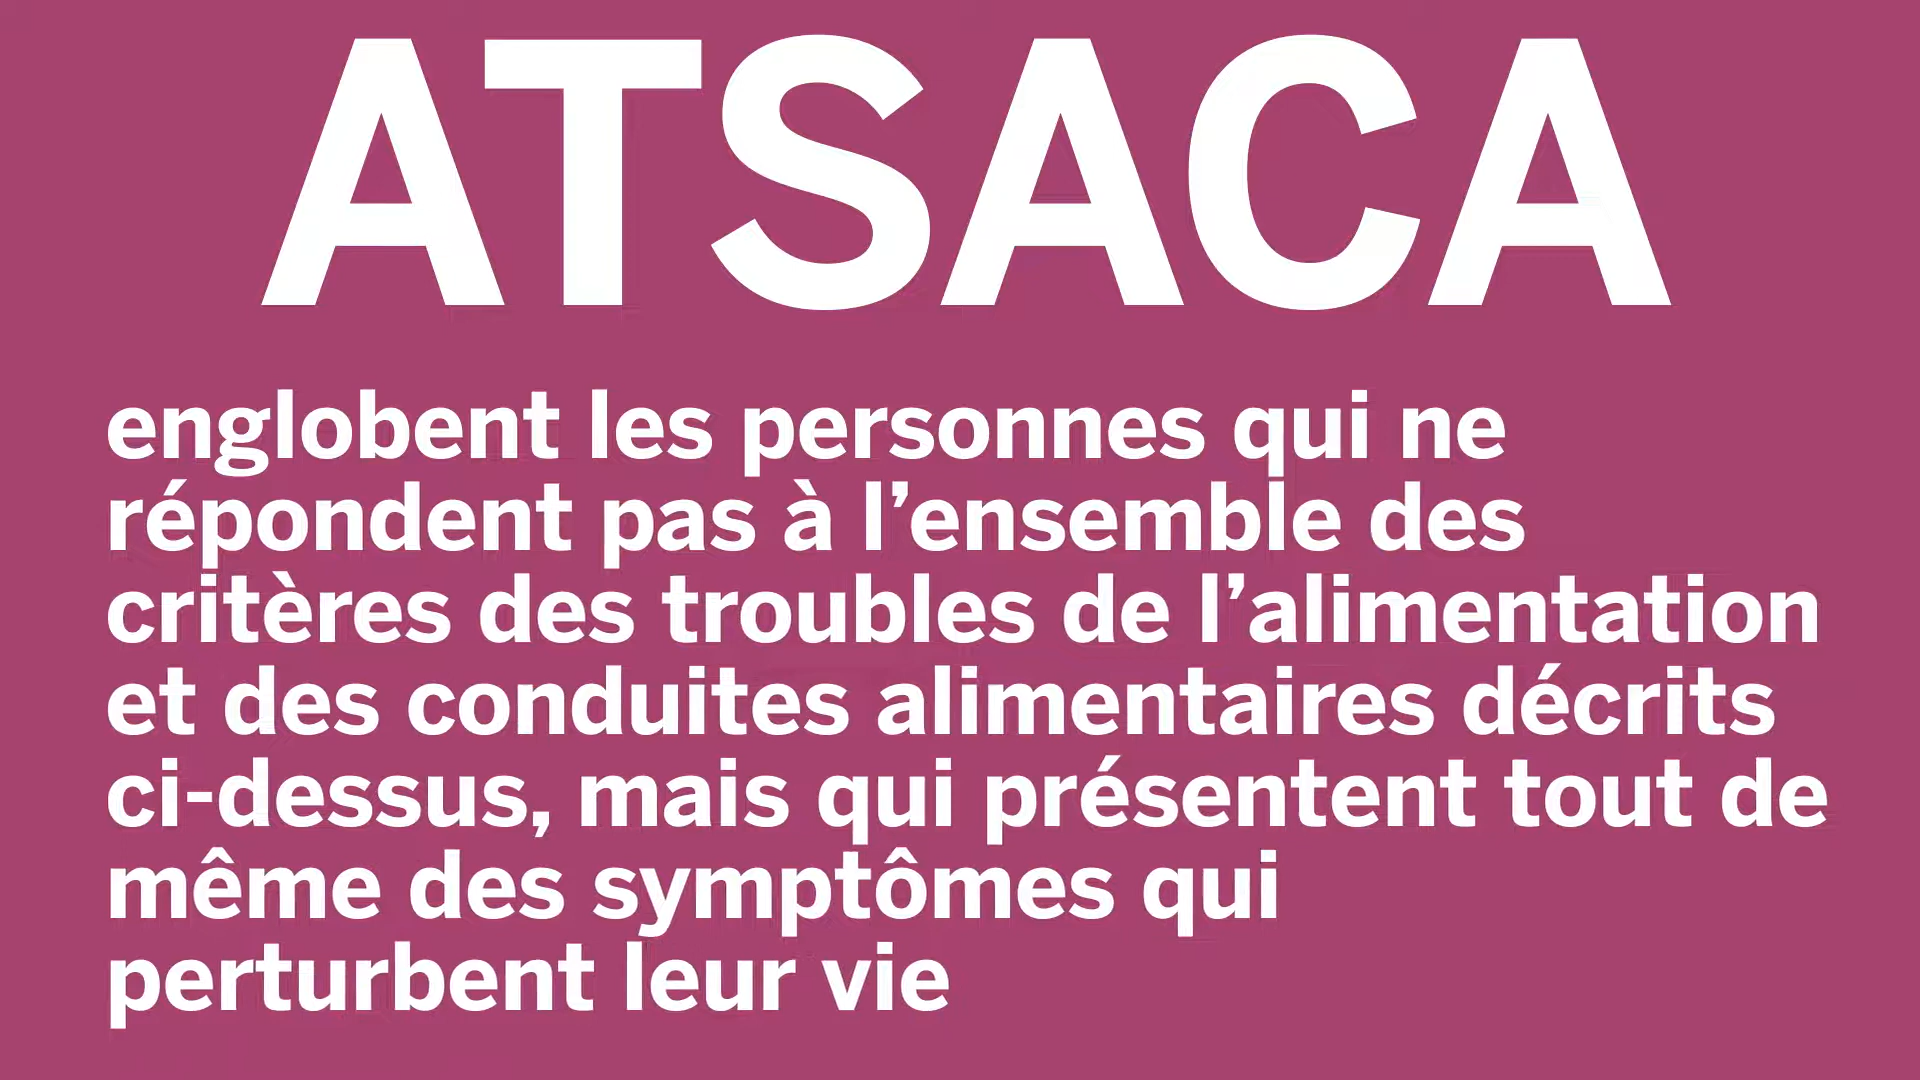 ATSACA
englobent les personnes qui ne
répondent pas à l’ensemble des
critères des troubles de l’alimentation
et des conduites alimentaires décrits
ci-dessus, mais qui présentent tout de
même des symptômes qui
perturbent leur vie